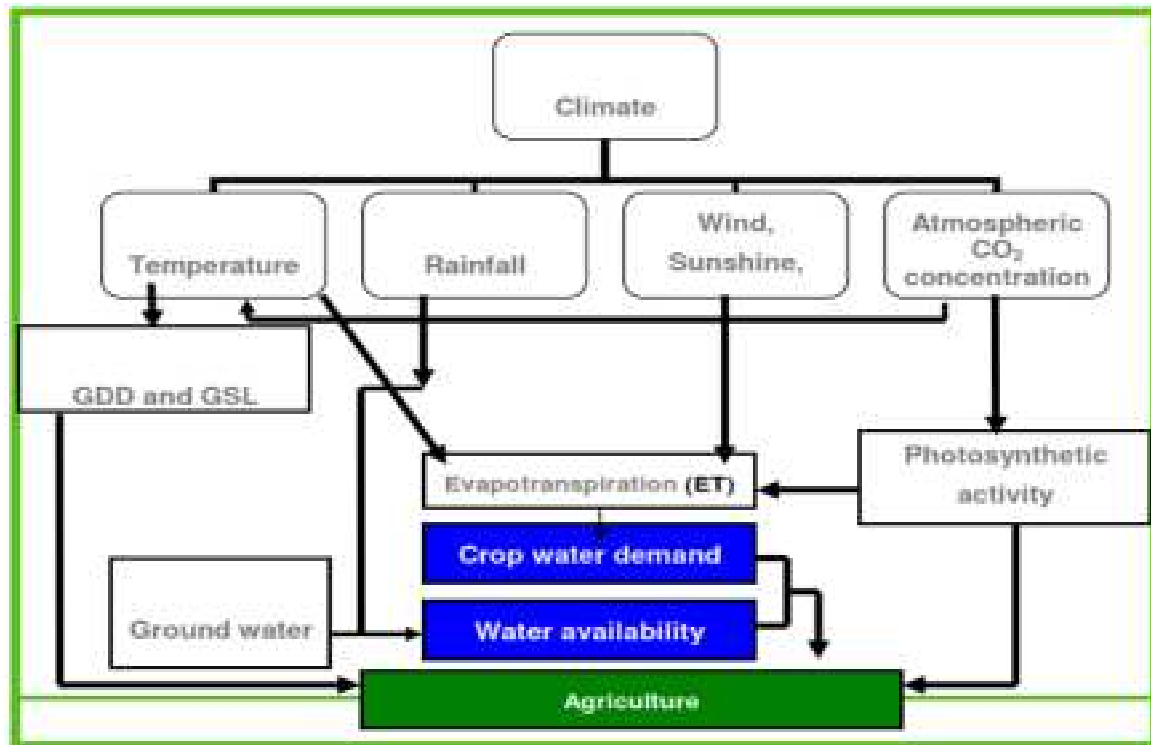 Climate
Temperature
Rainfall
Wind,
Sunshine,
Atmospheric
CO₂
concentration
GDD and GSL
Evapotranspiration (ET)
Photosynthetic
activity
Crop water demand
Ground water
Water availability
Agriculture